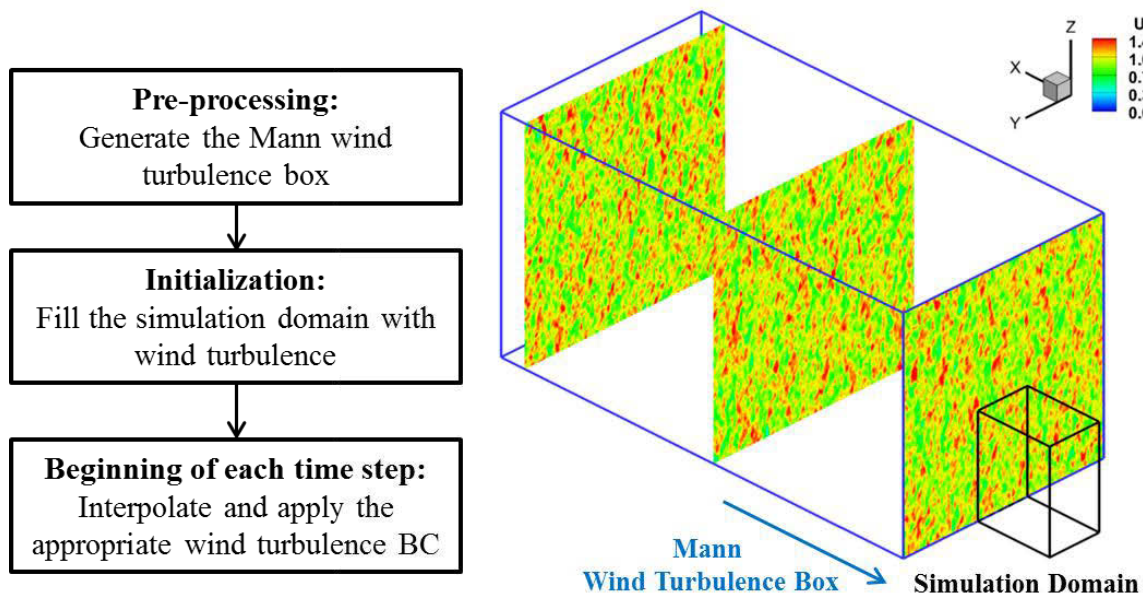 Pre-processing:
Generate the Mann wind
turbulence box
Initialization:
Fill the simulation domain with
wind turbulence
Beginning of each time step:
Interpolate and apply the
appropriate wind turbulence BC
Z
X
Y
U
Mann
Wind Turbulence Box
Simulation Domain